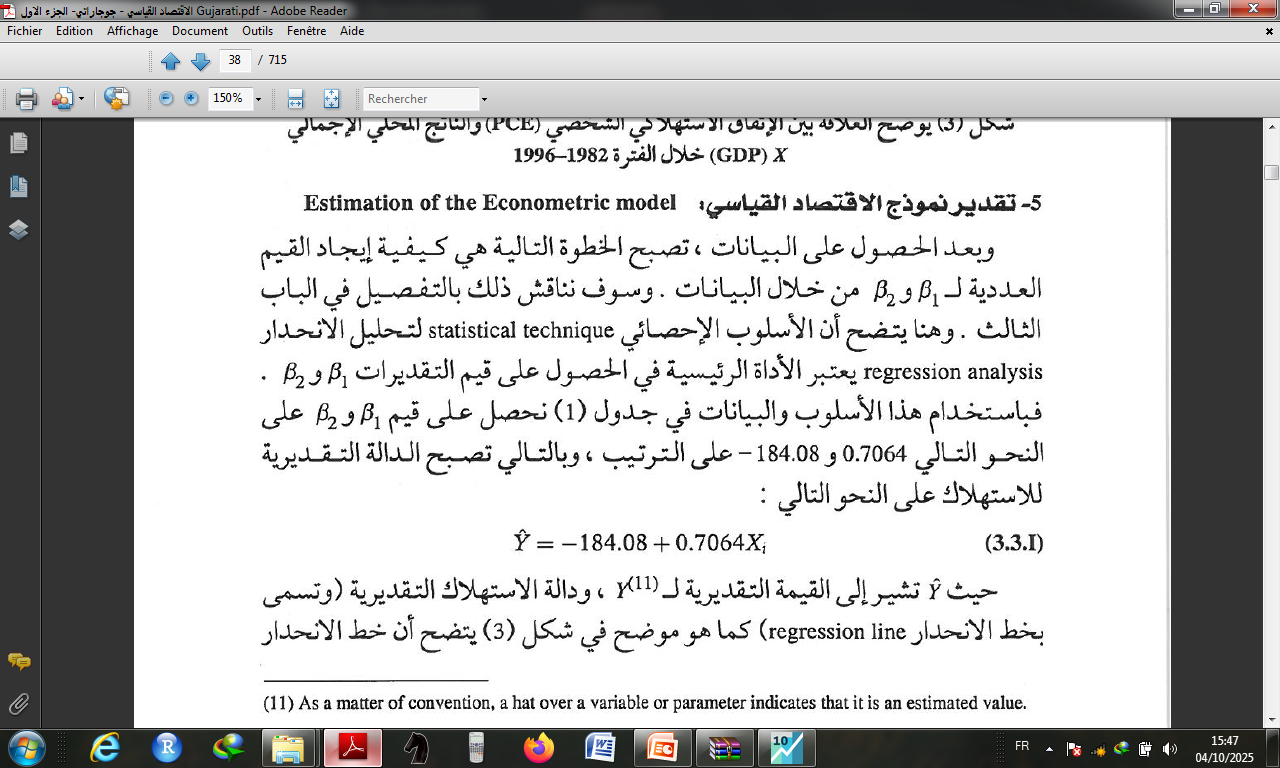 الاقتصاد القياسي - جوجاراتي- الجزء الاول Gujarati.pdf - Adobe Reader
Fichier Edition Affichage Document Outils Fenêtre Aide
38 / 715
150% Rechercher
شكل (3) يوضح العلاقة بين الإنفاق الاستهلاكي الشخصي (PCE) والناتج المحلي الإجمالي
X (GDP) خلال الفترة 1982–1996
5- تقدير نموذج الاقتصاد القياسي: Estimation of the Econometric model
وبعد الحصول على البيانات ، تصبح الخطوة التالية هي كيفية إيجاد القيم
العددية لـ β1 و β2 من خلال البيانات . وسوف نناقش ذلك بالتفصيل في الباب
الثالث . وهنا يتضح أن الأسلوب الإحصائي statistical technique لتحليل الانحدار
regression analysis يعتبر الأداة الرئيسية في الحصول على قيم التقديرات β1 و β2 .
فباستخدام هذا الأسلوب والبيانات في جدول (1) نحصل على قيم β1 و β2 على
النحو التالي 0.7064 و 184.08 – على الترتيب ، وبالتالي تصبح الدالة التقديرية
للاستهلاك على النحو التالي :
Ŷ = −184.08 + 0.7064Xi (3.3.I)
حيث Ŷ تشير إلى القيمة التقديرية لـ Y(11) ، ودالة الاستهلاك التقديرية (وتسمى
بخط الانحدار regression line) كما هو موضح في شكل (3) يتضح أن خط الانحدار
(11) As a matter of convention, a hat over a variable or parameter indicates that it is an estimated value.
FR 15:47
04/10/2025